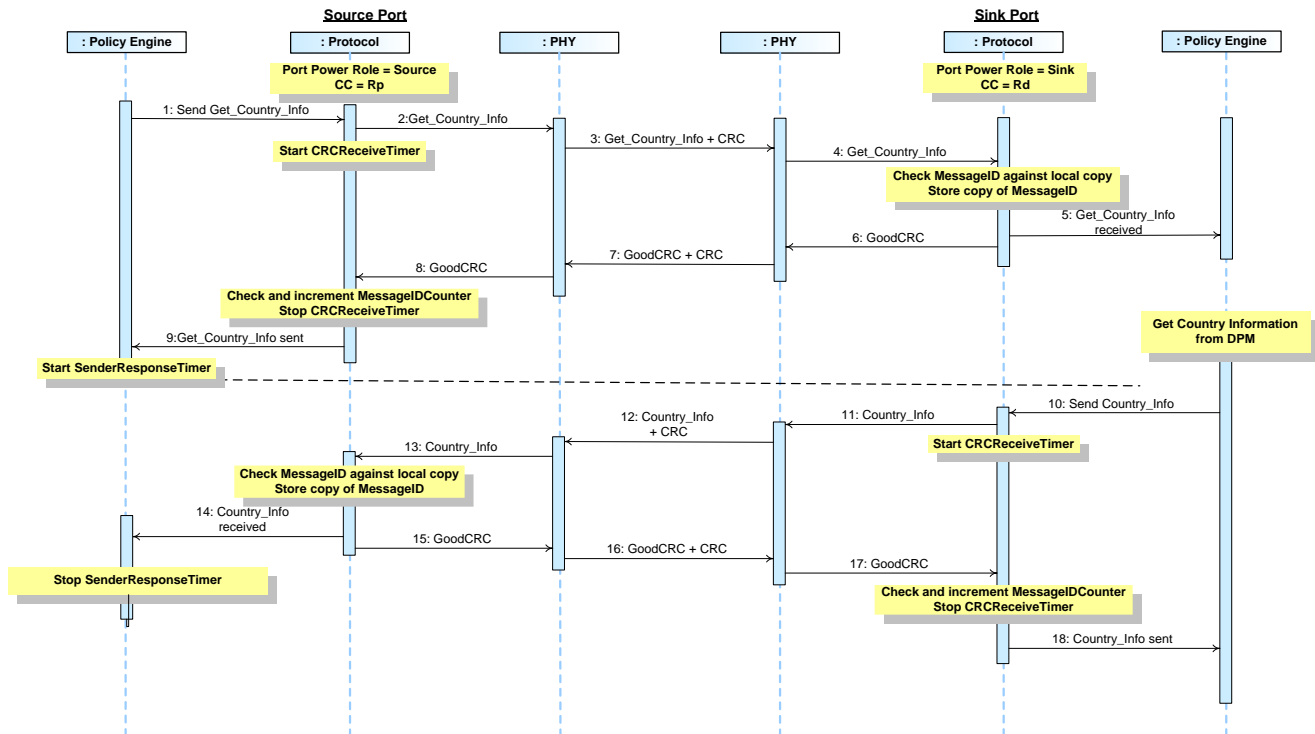 Source Port
Sink Port
: Policy Engine
: Protocol
: PHY
: PHY
: Protocol
: Policy Engine
Port Power Role = Source
CC = Rp
Port Power Role = Sink
CC = Rd
1: Send Get_Country_Info
2:Get_Country_Info
Start CRCReceiveTimer
3: Get_Country_Info + CRC
4: Get_Country_Info
Check MessageID against local copy
Store copy of MessageID
5: Get_Country_Info
received
6: GoodCRC
7: GoodCRC + CRC
8: GoodCRC
Check and increment MessageIDCounter
Stop CRCReceiveTimer
9:Get_Country_Info sent
Get Country Information
from DPM
Start SenderResponseTimer
10: Send Country_Info
11: Country_Info
Start CRCReceiveTimer
12: Country_Info
+ CRC
13: Country_Info
Check MessageID against local copy
Store copy of MessageID
14: Country_Info
received
15: GoodCRC
16: GoodCRC + CRC
17: GoodCRC
Stop SenderResponseTimer
Check and increment MessageIDCounter
Stop CRCReceiveTimer
18: Country_Info sent